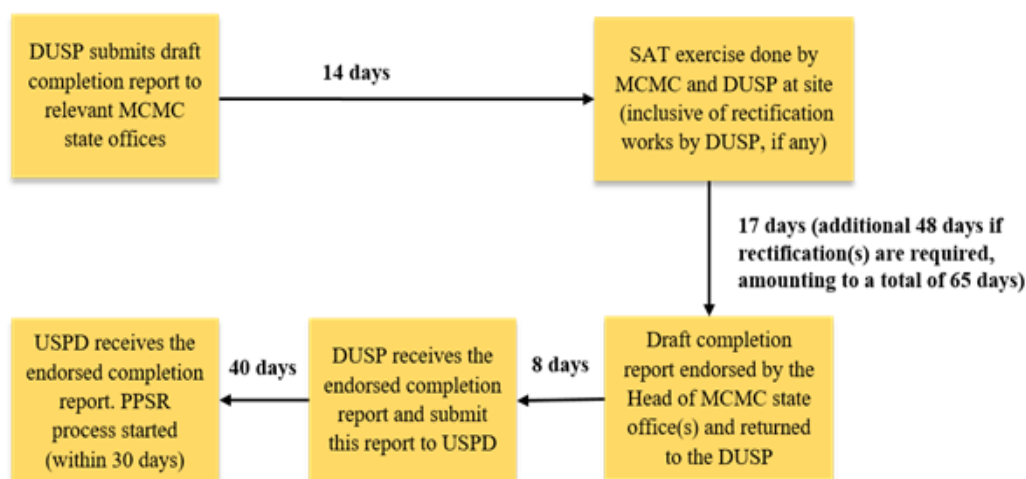 DUSP submits draft
completion report to
relevant MCMC
state offices
14 days
SAT exercise done by
MCMC and DUSP at site
(inclusive of rectification
works by DUSP, if any)
17 days (additional 48 days if
rectification(s) are required,
amounting to a total of 65 days)
Draft completion
report endorsed by the
Head of MCMC state
office(s) and returned
to the DUSP
8 days
DUSP receives the
endorsed completion
report and submit
this report to USPD
40 days
USPD receives the
endorsed completion
report. PPSR
process started
(within 30 days)